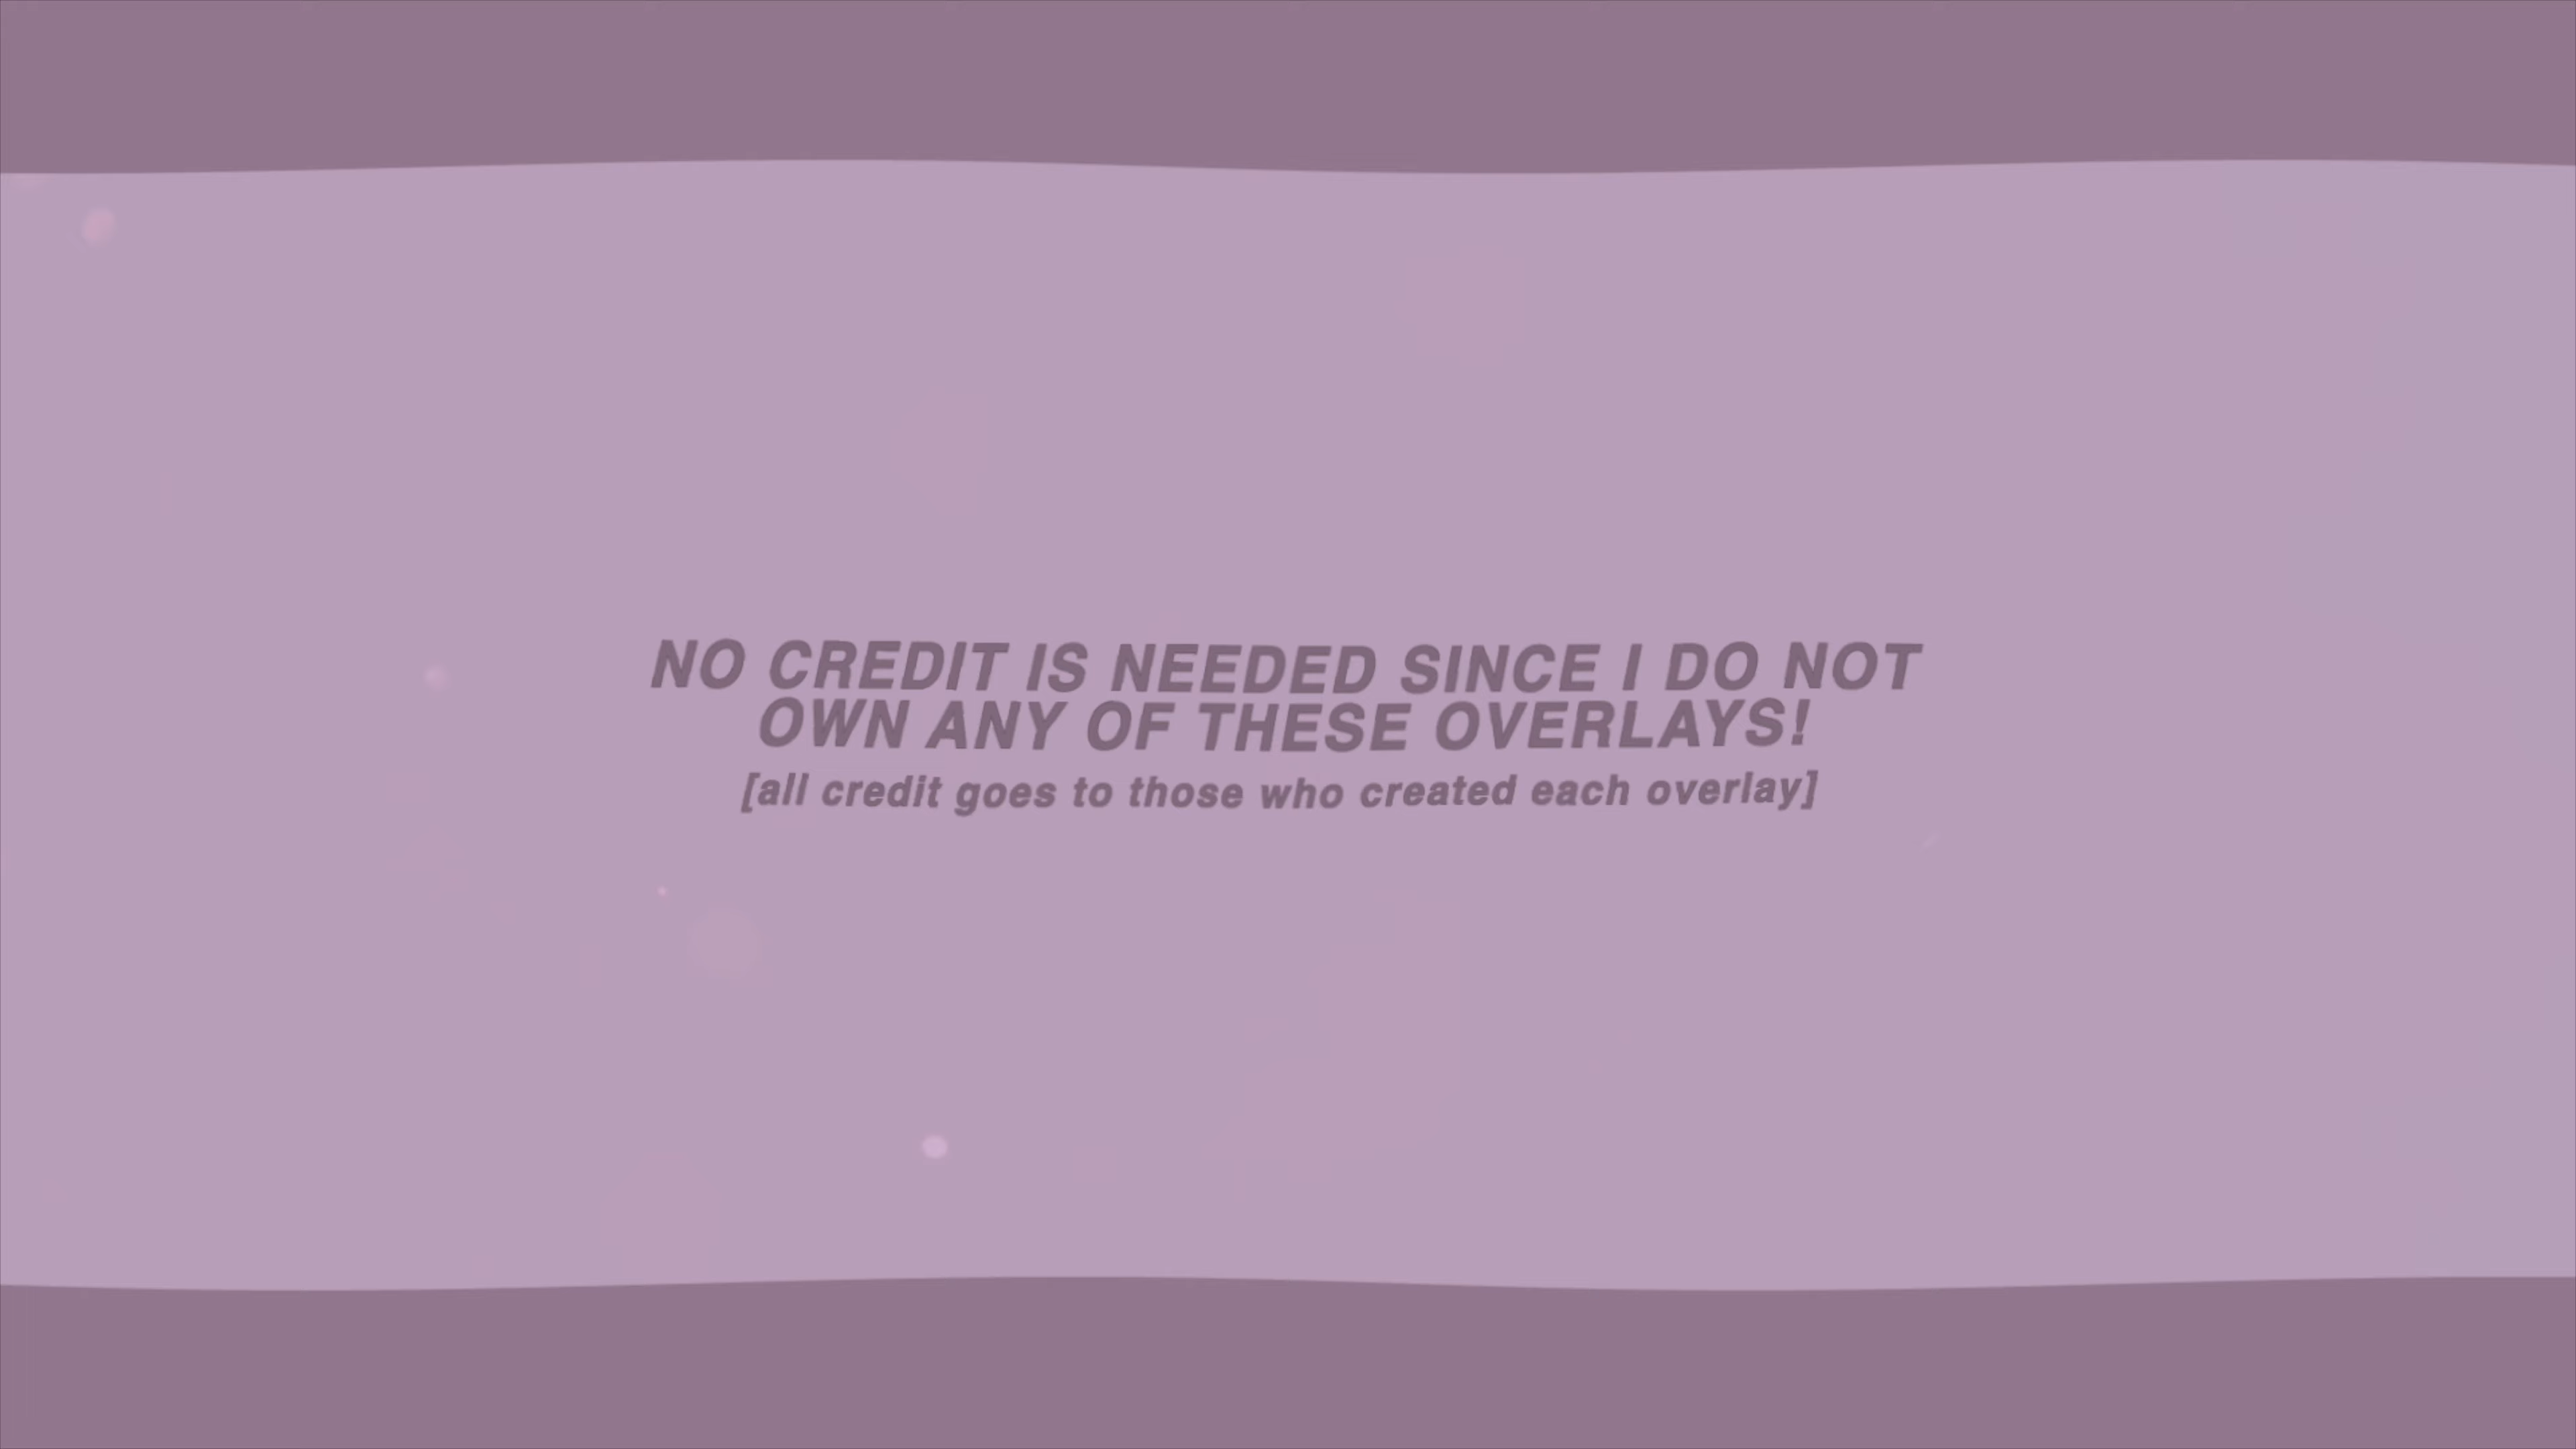 NO CREDIT IS NEEDED SINCE I DO NOT
OWN ANY OF THESE OVERLAYS!
[all credit goes to those who created each overlay]